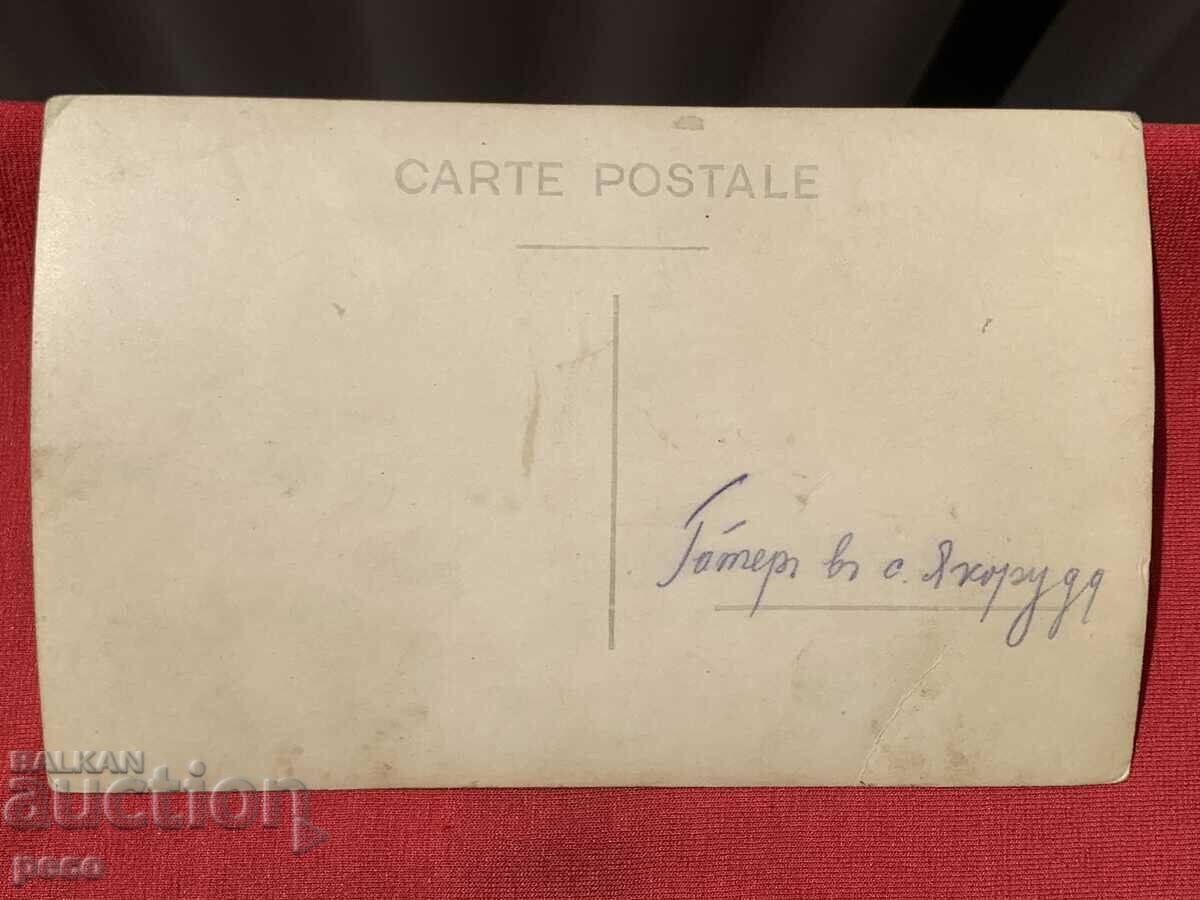 CARTE POSTALE
Гатеръ въ с. Якоруда
BALKAN
auction
peco